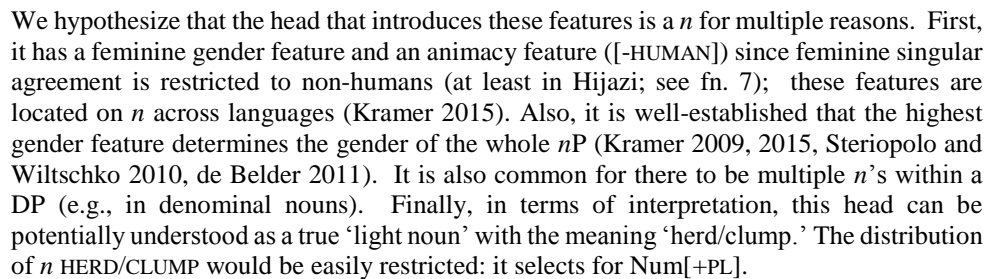 We hypothesize that the head that introduces these features is a n for multiple reasons. First,
it has a feminine gender feature and an animacy feature ([-HUMAN]) since feminine singular
agreement is restricted to non-humans (at least in Hijazi; see fn. 7); these features are
located on n across languages (Kramer 2015). Also, it is well-established that the highest
gender feature determines the gender of the whole nP (Kramer 2009, 2015, Steriopolo and
Wiltschko 2010, de Belder 2011). It is also common for there to be multiple n's within a
DP (e.g., in denominal nouns). Finally, in terms of interpretation, this head can be
potentially understood as a true ‘light noun’ with the meaning ‘herd/clump.’ The distribution
of n HERD/CLUMP would be easily restricted: it selects for Num[+PL].